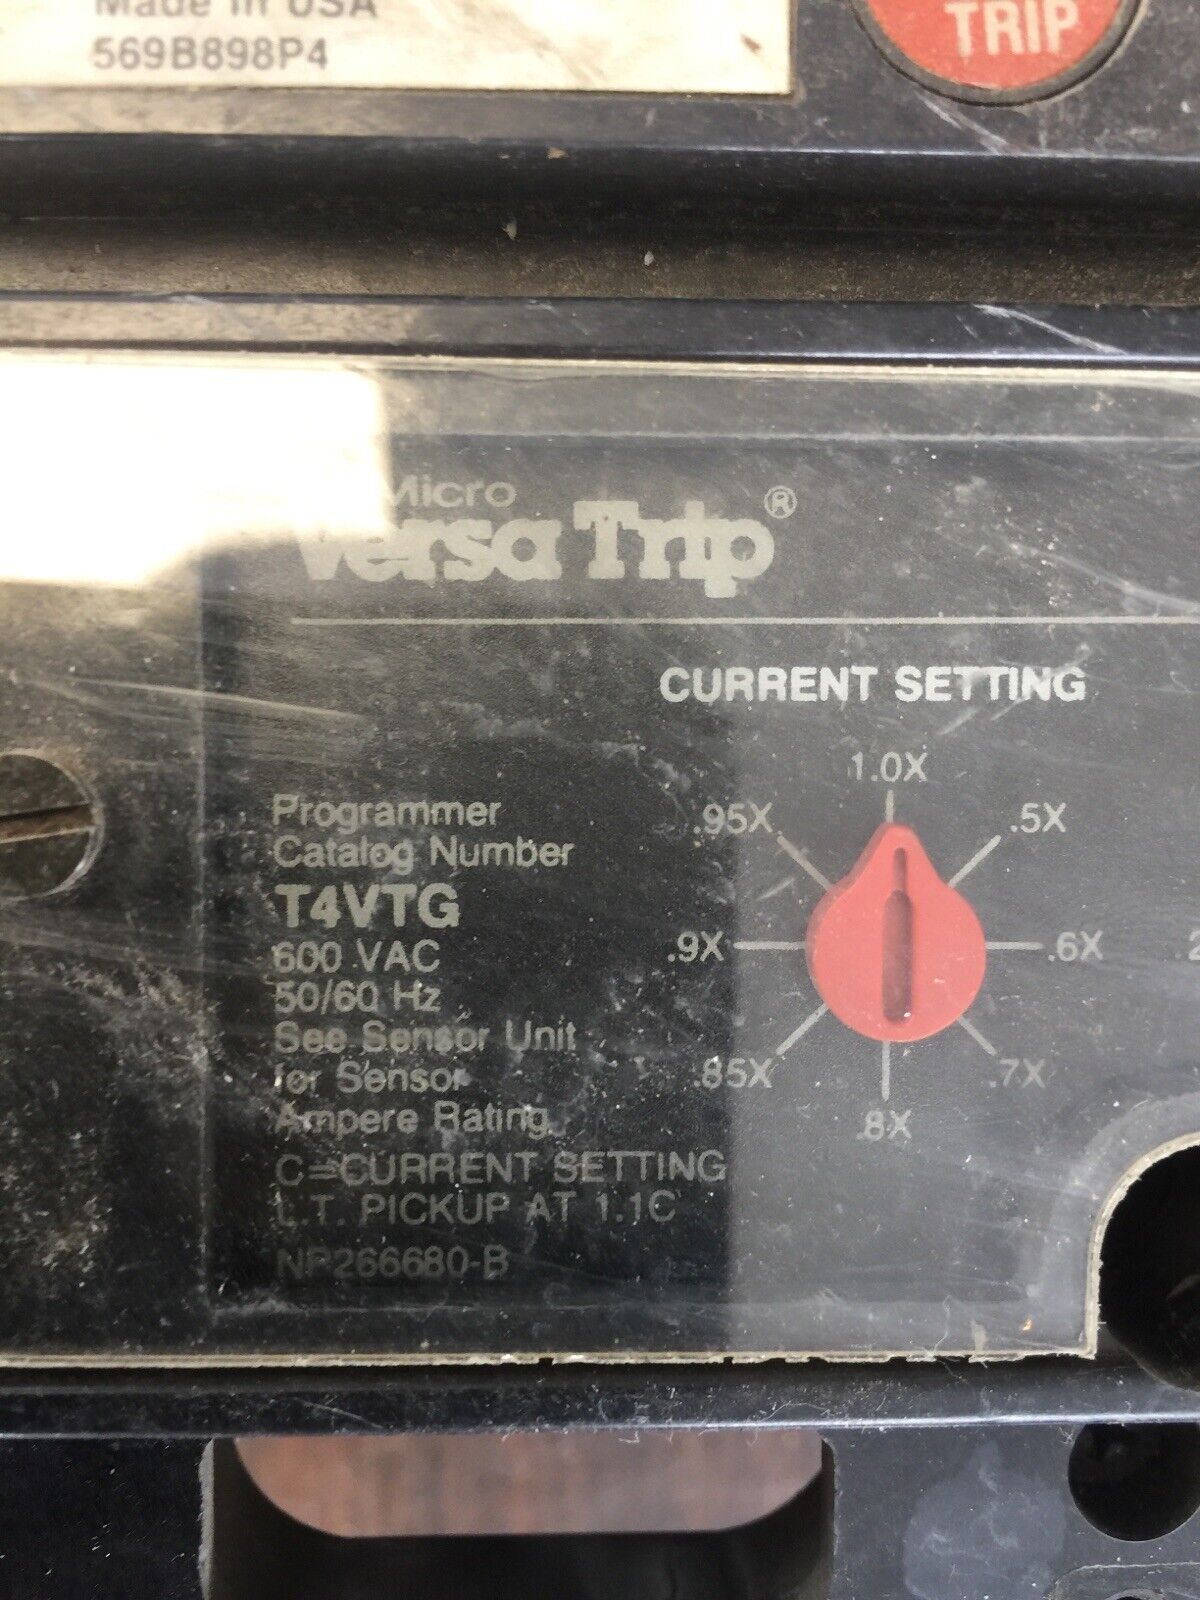 Made in USA
569B898P4
TRIP
Micro
Versa Trip®
CURRENT SETTING
1.0X
.95X
.5X
.9X
.6X
.85X
.7X
.8X
2
Programmer
Catalog Number
T4VTG
600 VAC
50/60 Hz
See Sensor Unit
for Sensor
Ampere Rating.
C=CURRENT SETTING
L.T. PICKUP AT 1.1C
NP266680-B